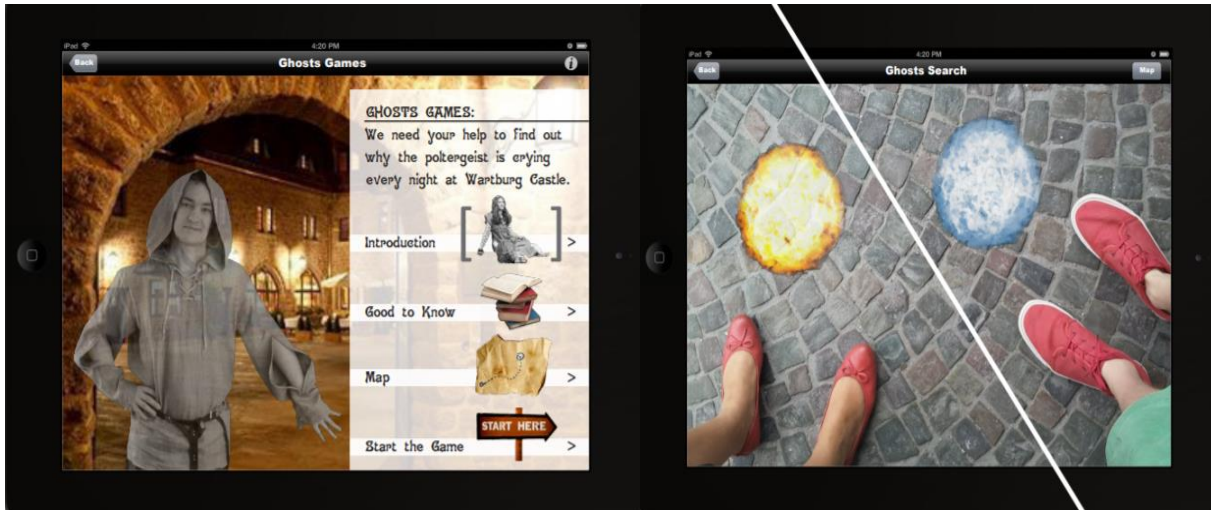 iPad 4:20 PM
Back Ghosts Games i
GHOSTS GAMES:
We need your help to find out
why the poltergeist is crying
every night at Wartburg Castle.
Introduction >
Good to Know >
Map >
START HERE
Start the Game >
iPad 4:20 PM
Back Ghosts Search Map